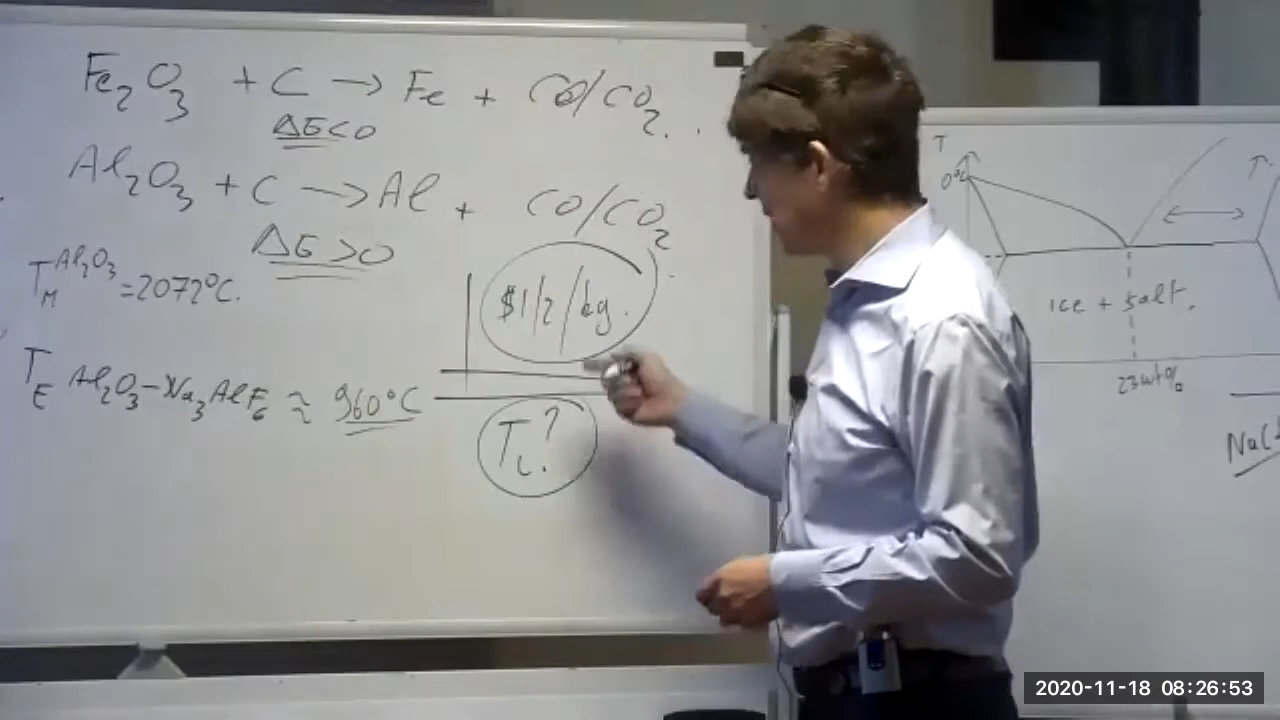 Fe2O3 + C → Fe + CO/CO2...
ΔG<0
Al2O3 + C → Al + CO/CO2.
ΔG>0
T_M^Al2O3 = 2072°C.
$1/2/kg.
T_E Al2O3-Na3AlF6 ≈ 960°C
T_L?
T
0°C
T
ice + salt.
23wt%
NaCl
2020-11-18 08:26:53